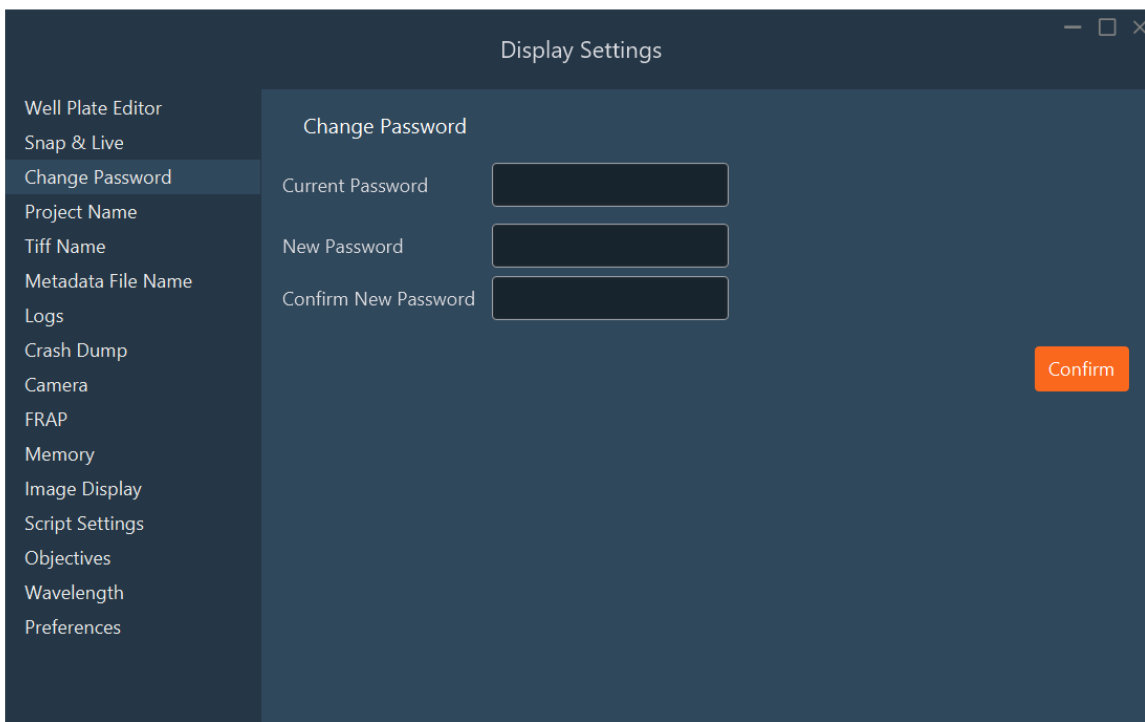 Display Settings
Well Plate Editor
Snap & Live
Change Password
Project Name
Tiff Name
Metadata File Name
Logs
Crash Dump
Camera
FRAP
Memory
Image Display
Script Settings
Objectives
Wavelength
Preferences
Change Password
Current Password
New Password
Confirm New Password
Confirm